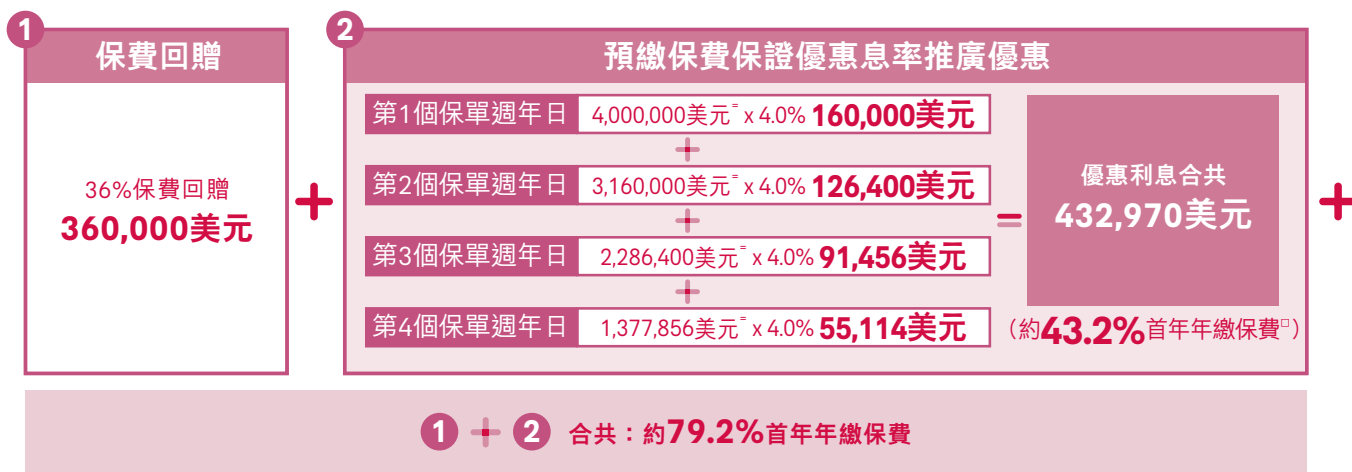 1
保費回贈
36%保費回贈
360,000美元
+
2
預繳保費保證優惠息率推廣優惠
第1個保單週年日 4,000,000美元⁼ x 4.0% 160,000美元
+
第2個保單週年日 3,160,000美元⁼ x 4.0% 126,400美元
+
第3個保單週年日 2,286,400美元⁼ x 4.0% 91,456美元
+
第4個保單週年日 1,377,856美元⁼ x 4.0% 55,114美元
=
優惠利息合共
432,970美元
（約43.2%首年年繳保費□）
+
1 + 2 合共：約79.2%首年年繳保費